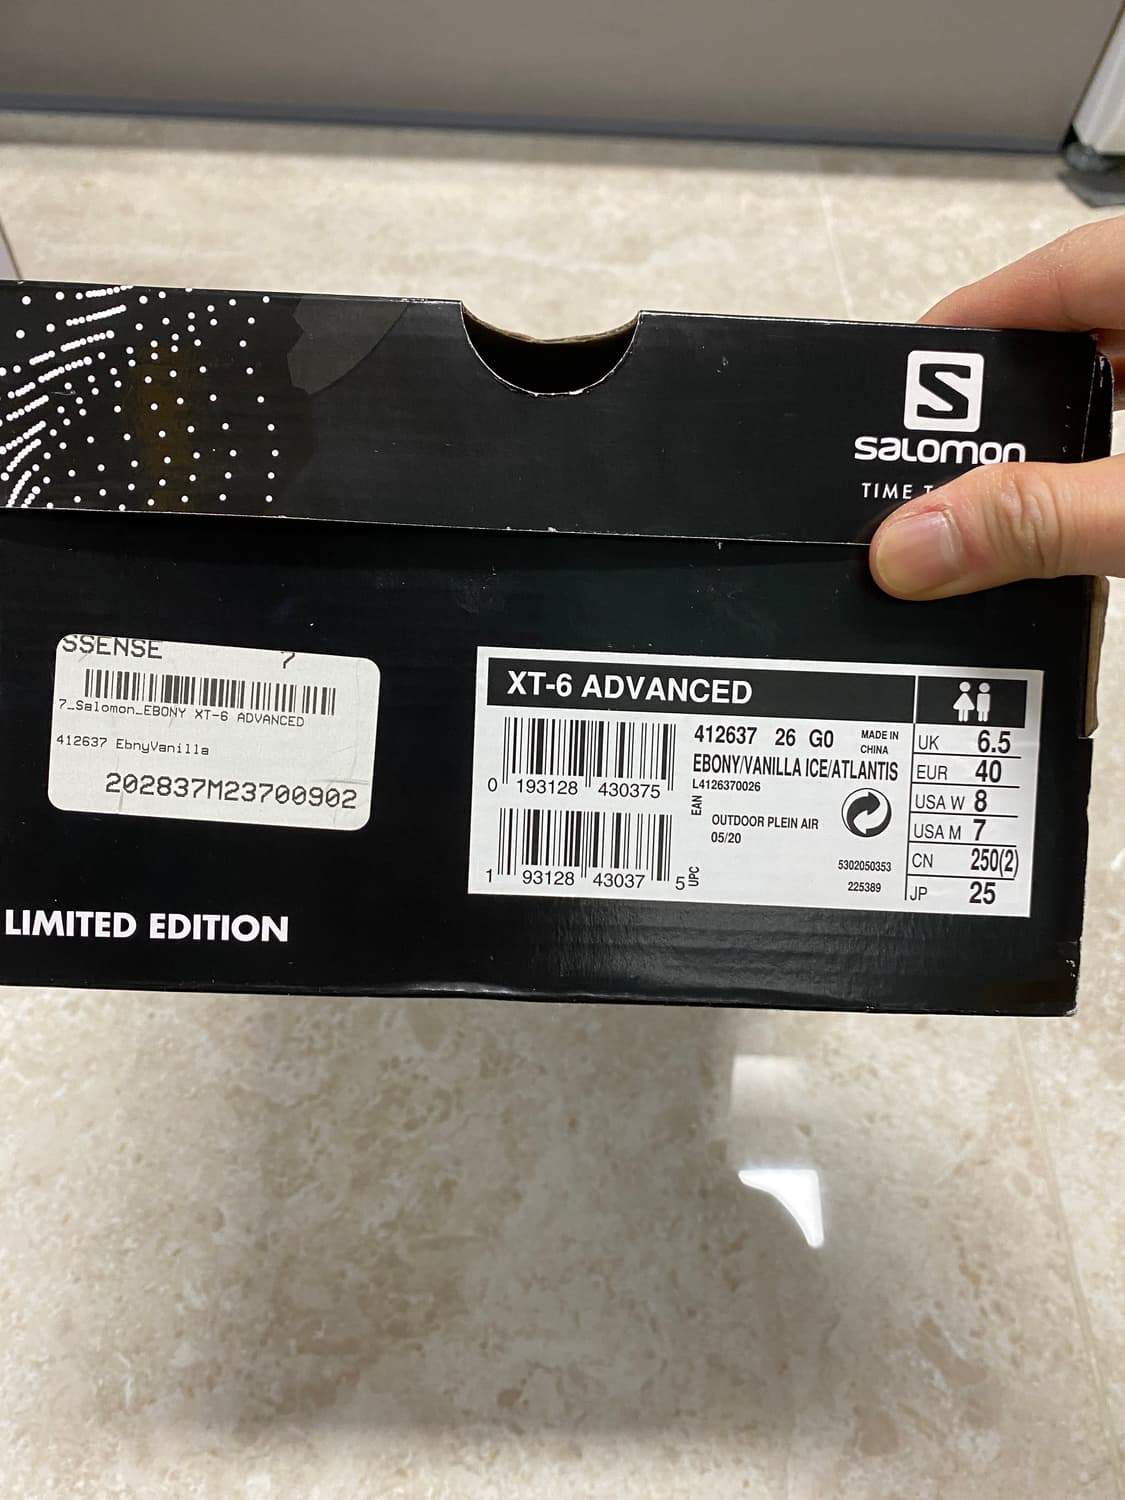 S
SALOMON
TIME
SSENSE 7
7_Salomon_EBONY XT-6 ADVANCED
412637 EbnyVanilla
202837M23700902
LIMITED EDITION
XT-6 ADVANCED
412637 26 G0
MADE IN
CHINA
EBONY/VANILLA ICE/ATLANTIS
L4126370026
0 193128 430375
EAN
OUTDOOR PLEIN AIR
05/20
1 93128 43037 5
UPC
5302050353
225389
UK 6.5
EUR 40
USA W 8
USA M 7
CN 250(2)
JP 25